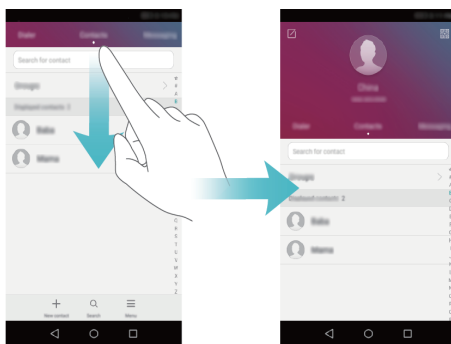 Dialer
Contacts
Messaging
Search for contact
Groups
Displayed contacts: 2
Baba
Mama
New contact
Search
Menu
China
Dialer
Contacts
Messaging
Search for contact
Groups
Displayed contacts: 2
Baba
Mama